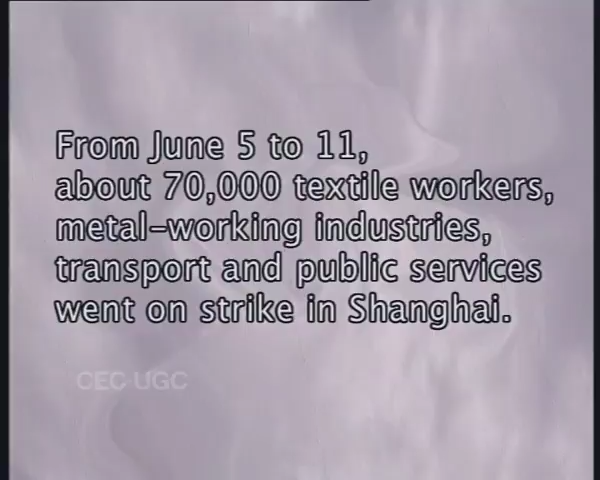 From June 5 to 11,
about 70,000 textile workers,
metal-working industries,
transport and public services
went on strike in Shanghai.
CEC-UGC